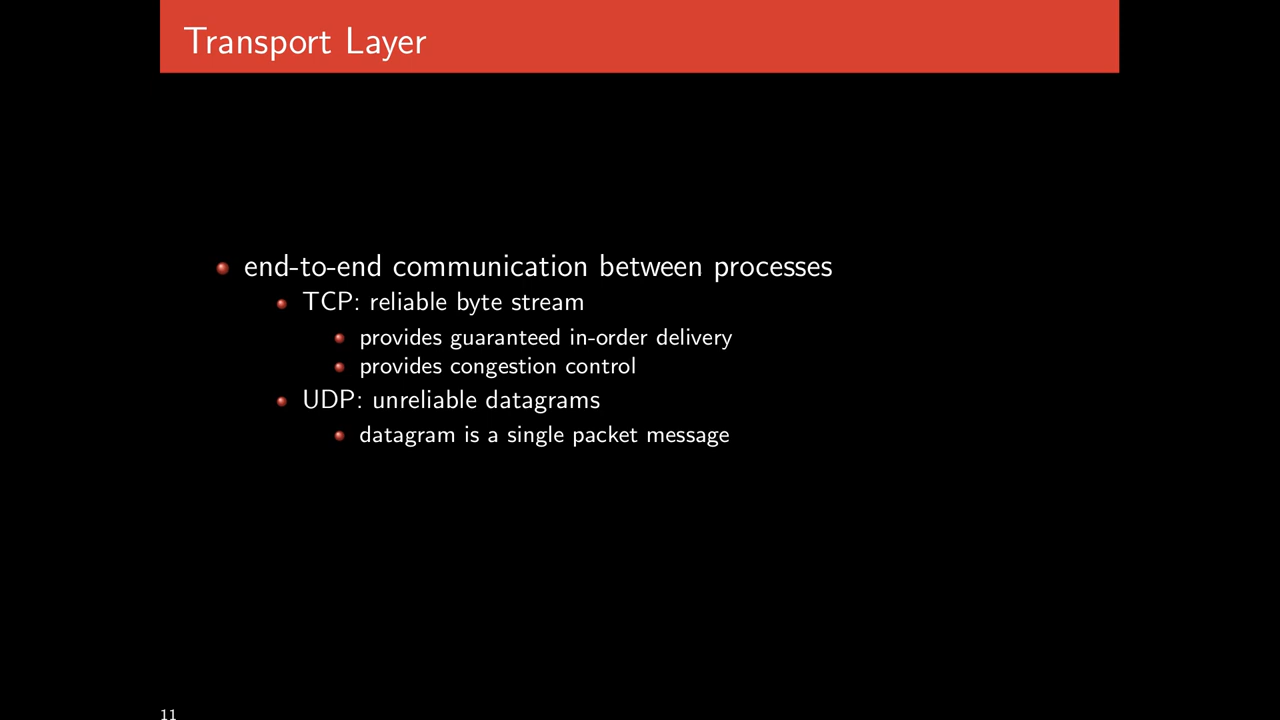 Transport Layer
end-to-end communication between processes
TCP: reliable byte stream
provides guaranteed in-order delivery
provides congestion control
UDP: unreliable datagrams
datagram is a single packet message
11